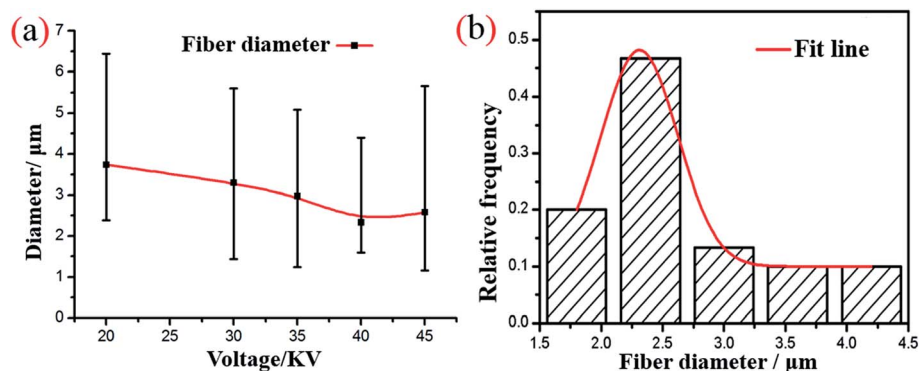 (a)
Fiber diameter
7
6
5
4
3
2
1
0
Diameter/ μm
20 25 30 35 40 45
Voltage/KV
(b)
Fit line
0.5
0.4
0.3
0.2
0.1
0.0
Relative frequency
1.5 2.0 2.5 3.0 3.5 4.0 4.5
Fiber diameter / μm